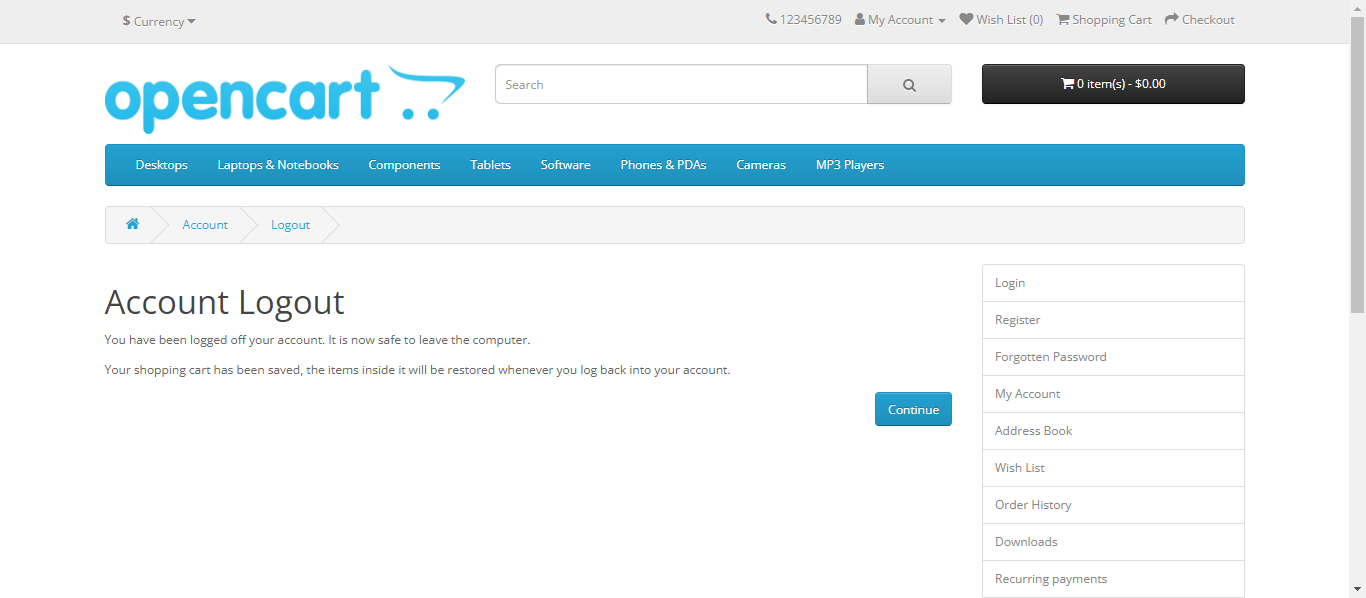 $ Currency
123456789 My Account Wish List (0) Shopping Cart Checkout
opencart
Search
0 item(s) - $0.00
Desktops Laptops & Notebooks Components Tablets Software Phones & PDAs Cameras MP3 Players
Account Logout
Account Logout
You have been logged off your account. It is now safe to leave the computer.
Your shopping cart has been saved, the items inside it will be restored whenever you log back into your account.
Continue
Login
Register
Forgotten Password
My Account
Address Book
Wish List
Order History
Downloads
Recurring payments